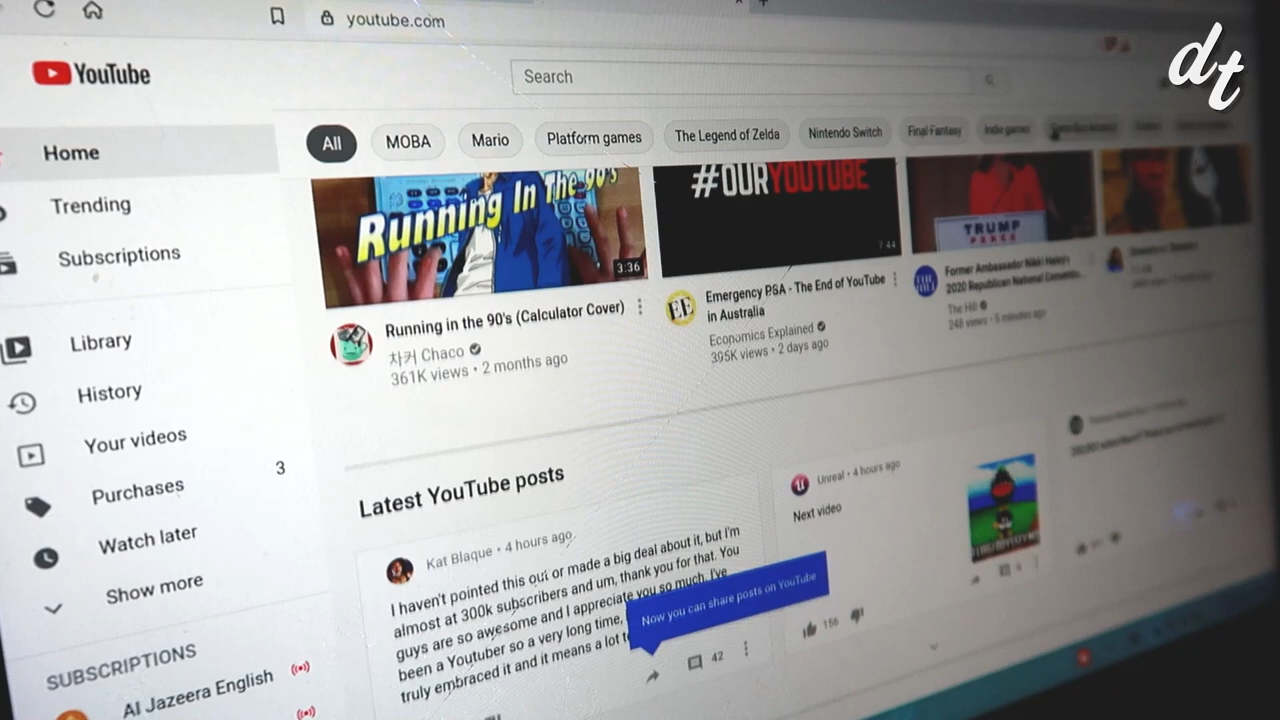 youtube.com
dt
YouTube
Search
All
MOBA
Mario
Platform games
The Legend of Zelda
Nintendo Switch
Final Fantasy
Indie games
Home
Trending
Subscriptions
Library
History
Your videos
Purchases
3
Watch later
Show more
SUBSCRIPTIONS
Al Jazeera English
Running In The 90's
3:36
Running in the 90's (Calculator Cover)
차커 Chaco
361K views • 2 months ago
#OURYOUTUBE
7:44
Emergency PSA - The End of YouTube
in Australia
Economics Explained
395K views • 2 days ago
TRUMP
PENCE
Former Ambassador Nikki Haley's
2020 Republican National
The Hill
248 views • 5 minutes ago
Latest YouTube posts
Kat Blaque • 4 hours ago
I haven't pointed this out or made a big deal about it, but I'm
almost at 300k subscribers and um, thank you for that. You
guys are so awesome and I appreciate you so much. I've
been a Youtuber so a very long time,
truly embraced it and it means a lot
Now you can share posts on YouTube
42
Unreal • 4 hours ago
Next video
156